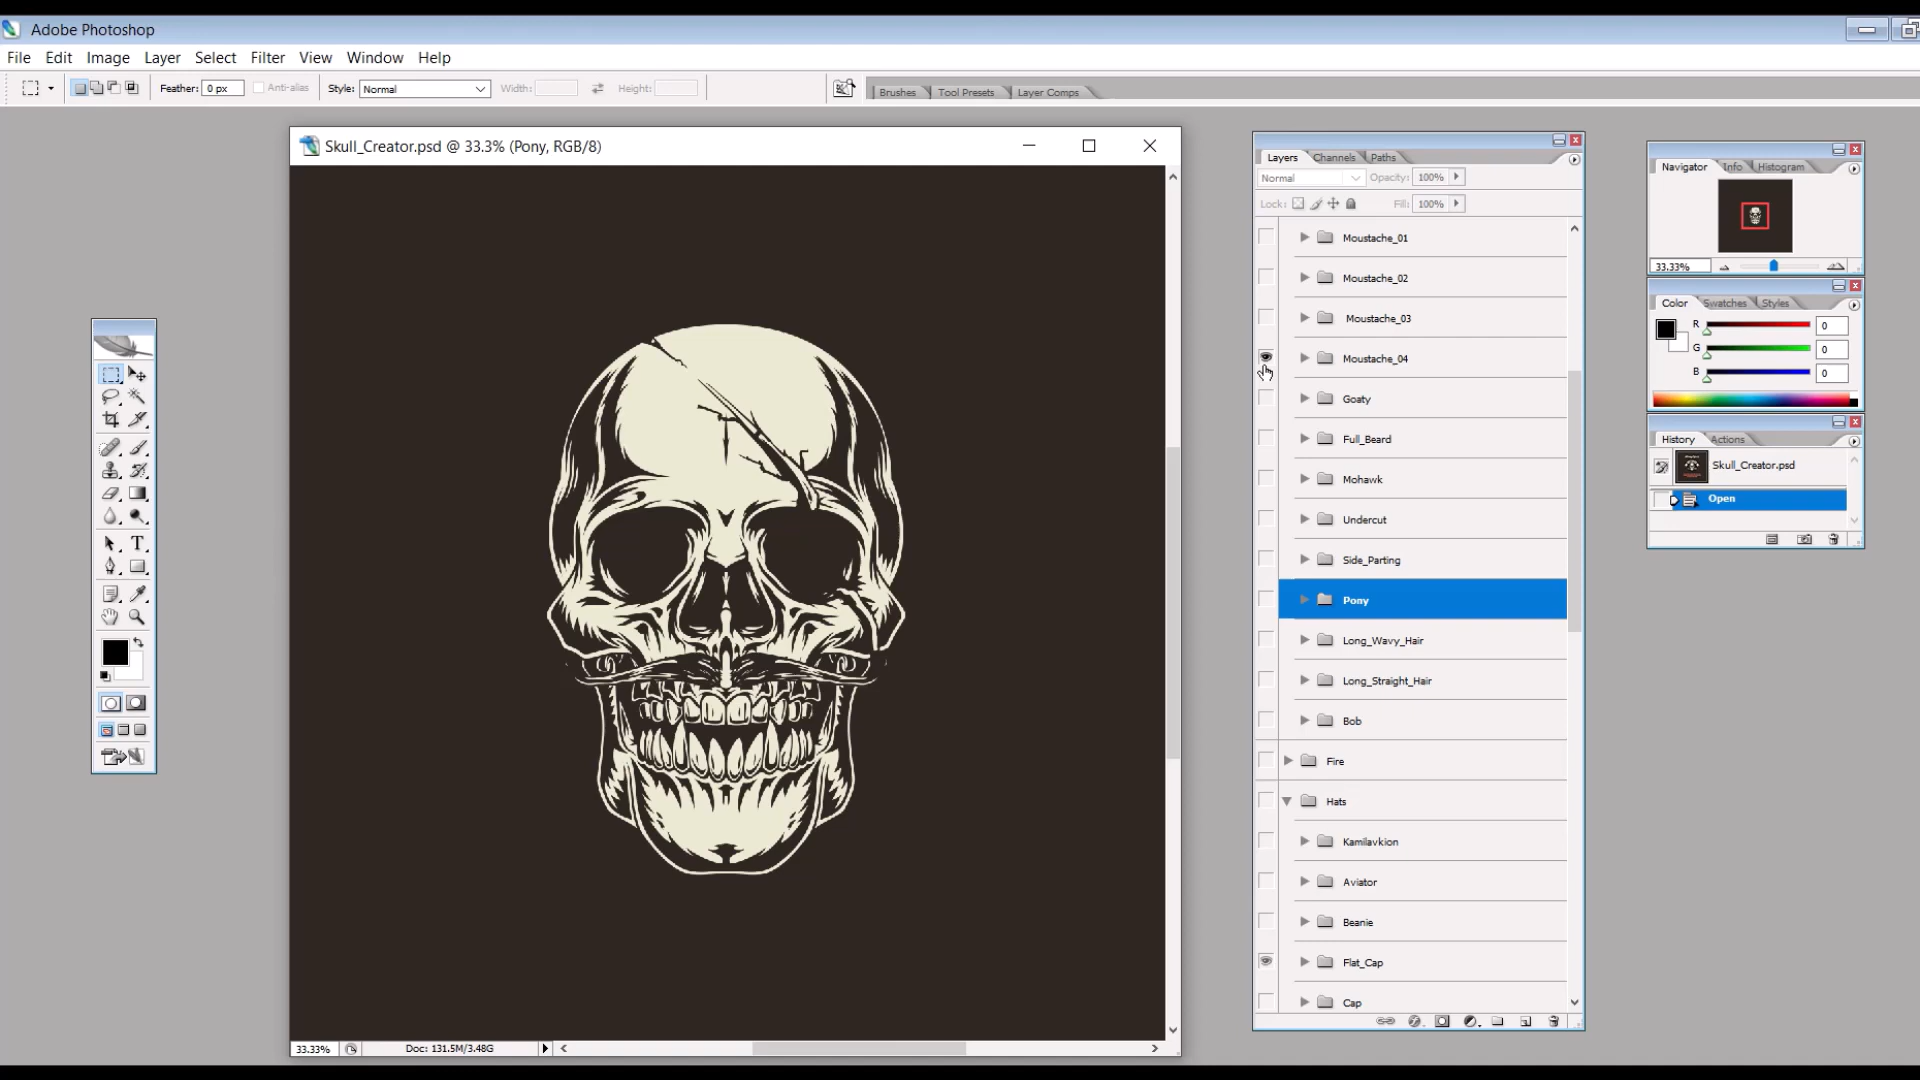 Adobe Photoshop
File Edit Image Layer Select Filter View Window Help
Feather: 0 px Anti-alias Style: Normal Width: Height: Brushes Tool Presets Layer Comps
Skull_Creator.psd @ 33.3% (Pony, RGB/8)
Layers Channels Paths
Normal Opacity: 100%
Lock: Fill: 100%
Moustache_01
Moustache_02
Moustache_03
Moustache_04
Goaty
Full_Beard
Mohawk
Undercut
Side_Parting
Pony
Long_Wavy_Hair
Long_Straight_Hair
Bob
Fire
Hats
Kamilavkion
Aviator
Beanie
Flat_Cap
Cap
Navigator Info Histogram
33.33%
Color Swatches Styles
R 0
G 0
B 0
History Actions
Skull_Creator.psd
Open
T
33.33% Doc: 131.5M/3.48G